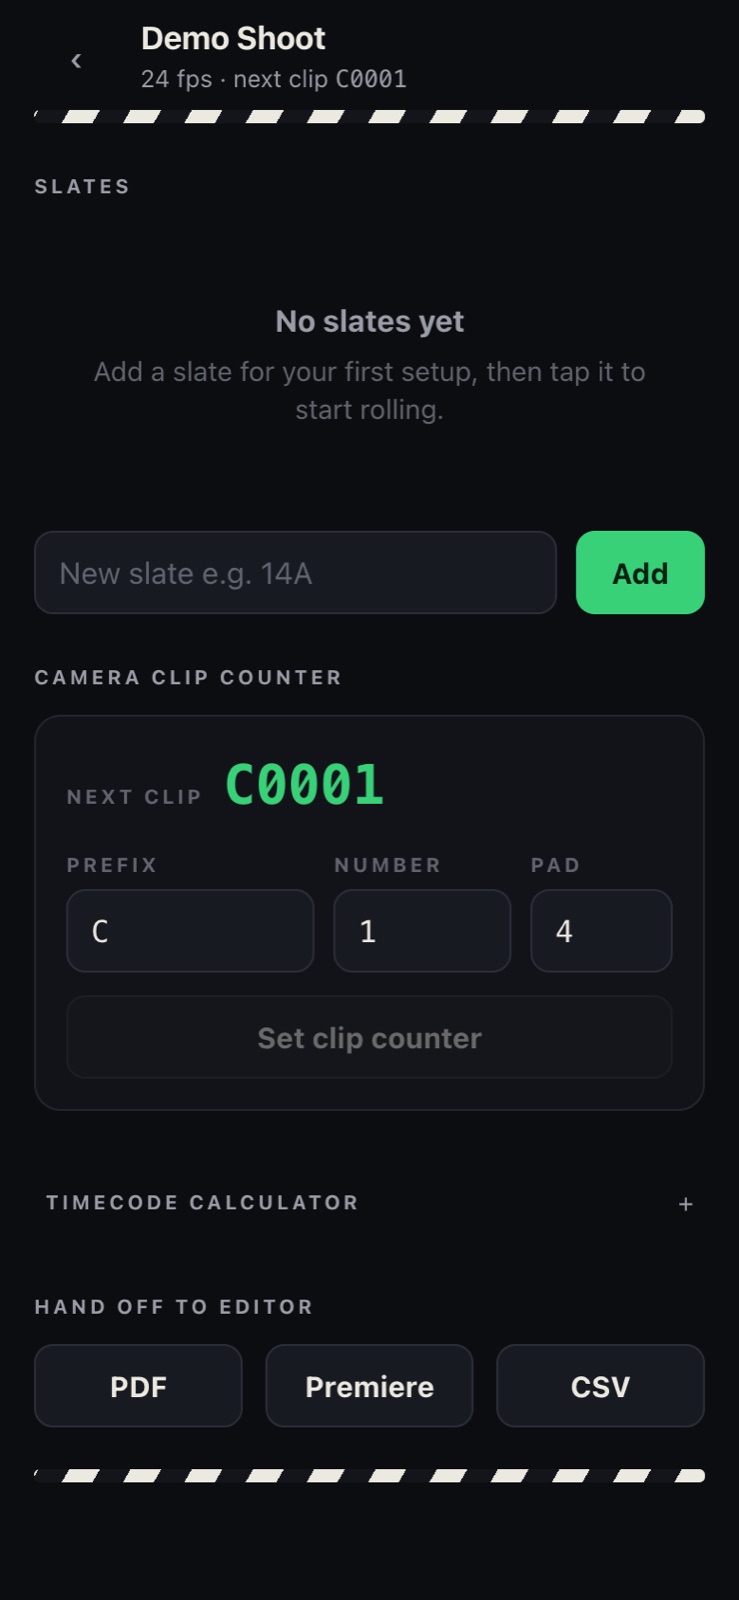 ‹
Demo Shoot
24 fps · next clip C0001
SLATES
No slates yet
Add a slate for your first setup, then tap it to
start rolling.
New slate e.g. 14A
Add
CAMERA CLIP COUNTER
NEXT CLIP C0001
PREFIX NUMBER PAD
C 1 4
Set clip counter
TIMECODE CALCULATOR +
HAND OFF TO EDITOR
PDF Premiere CSV